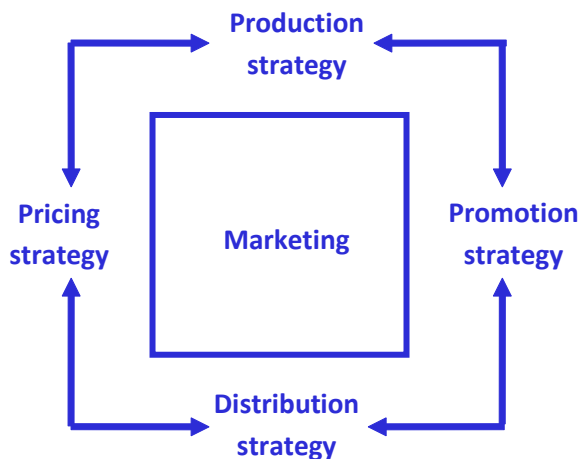 Production
strategy
Pricing
strategy
Marketing
Promotion
strategy
Distribution
strategy